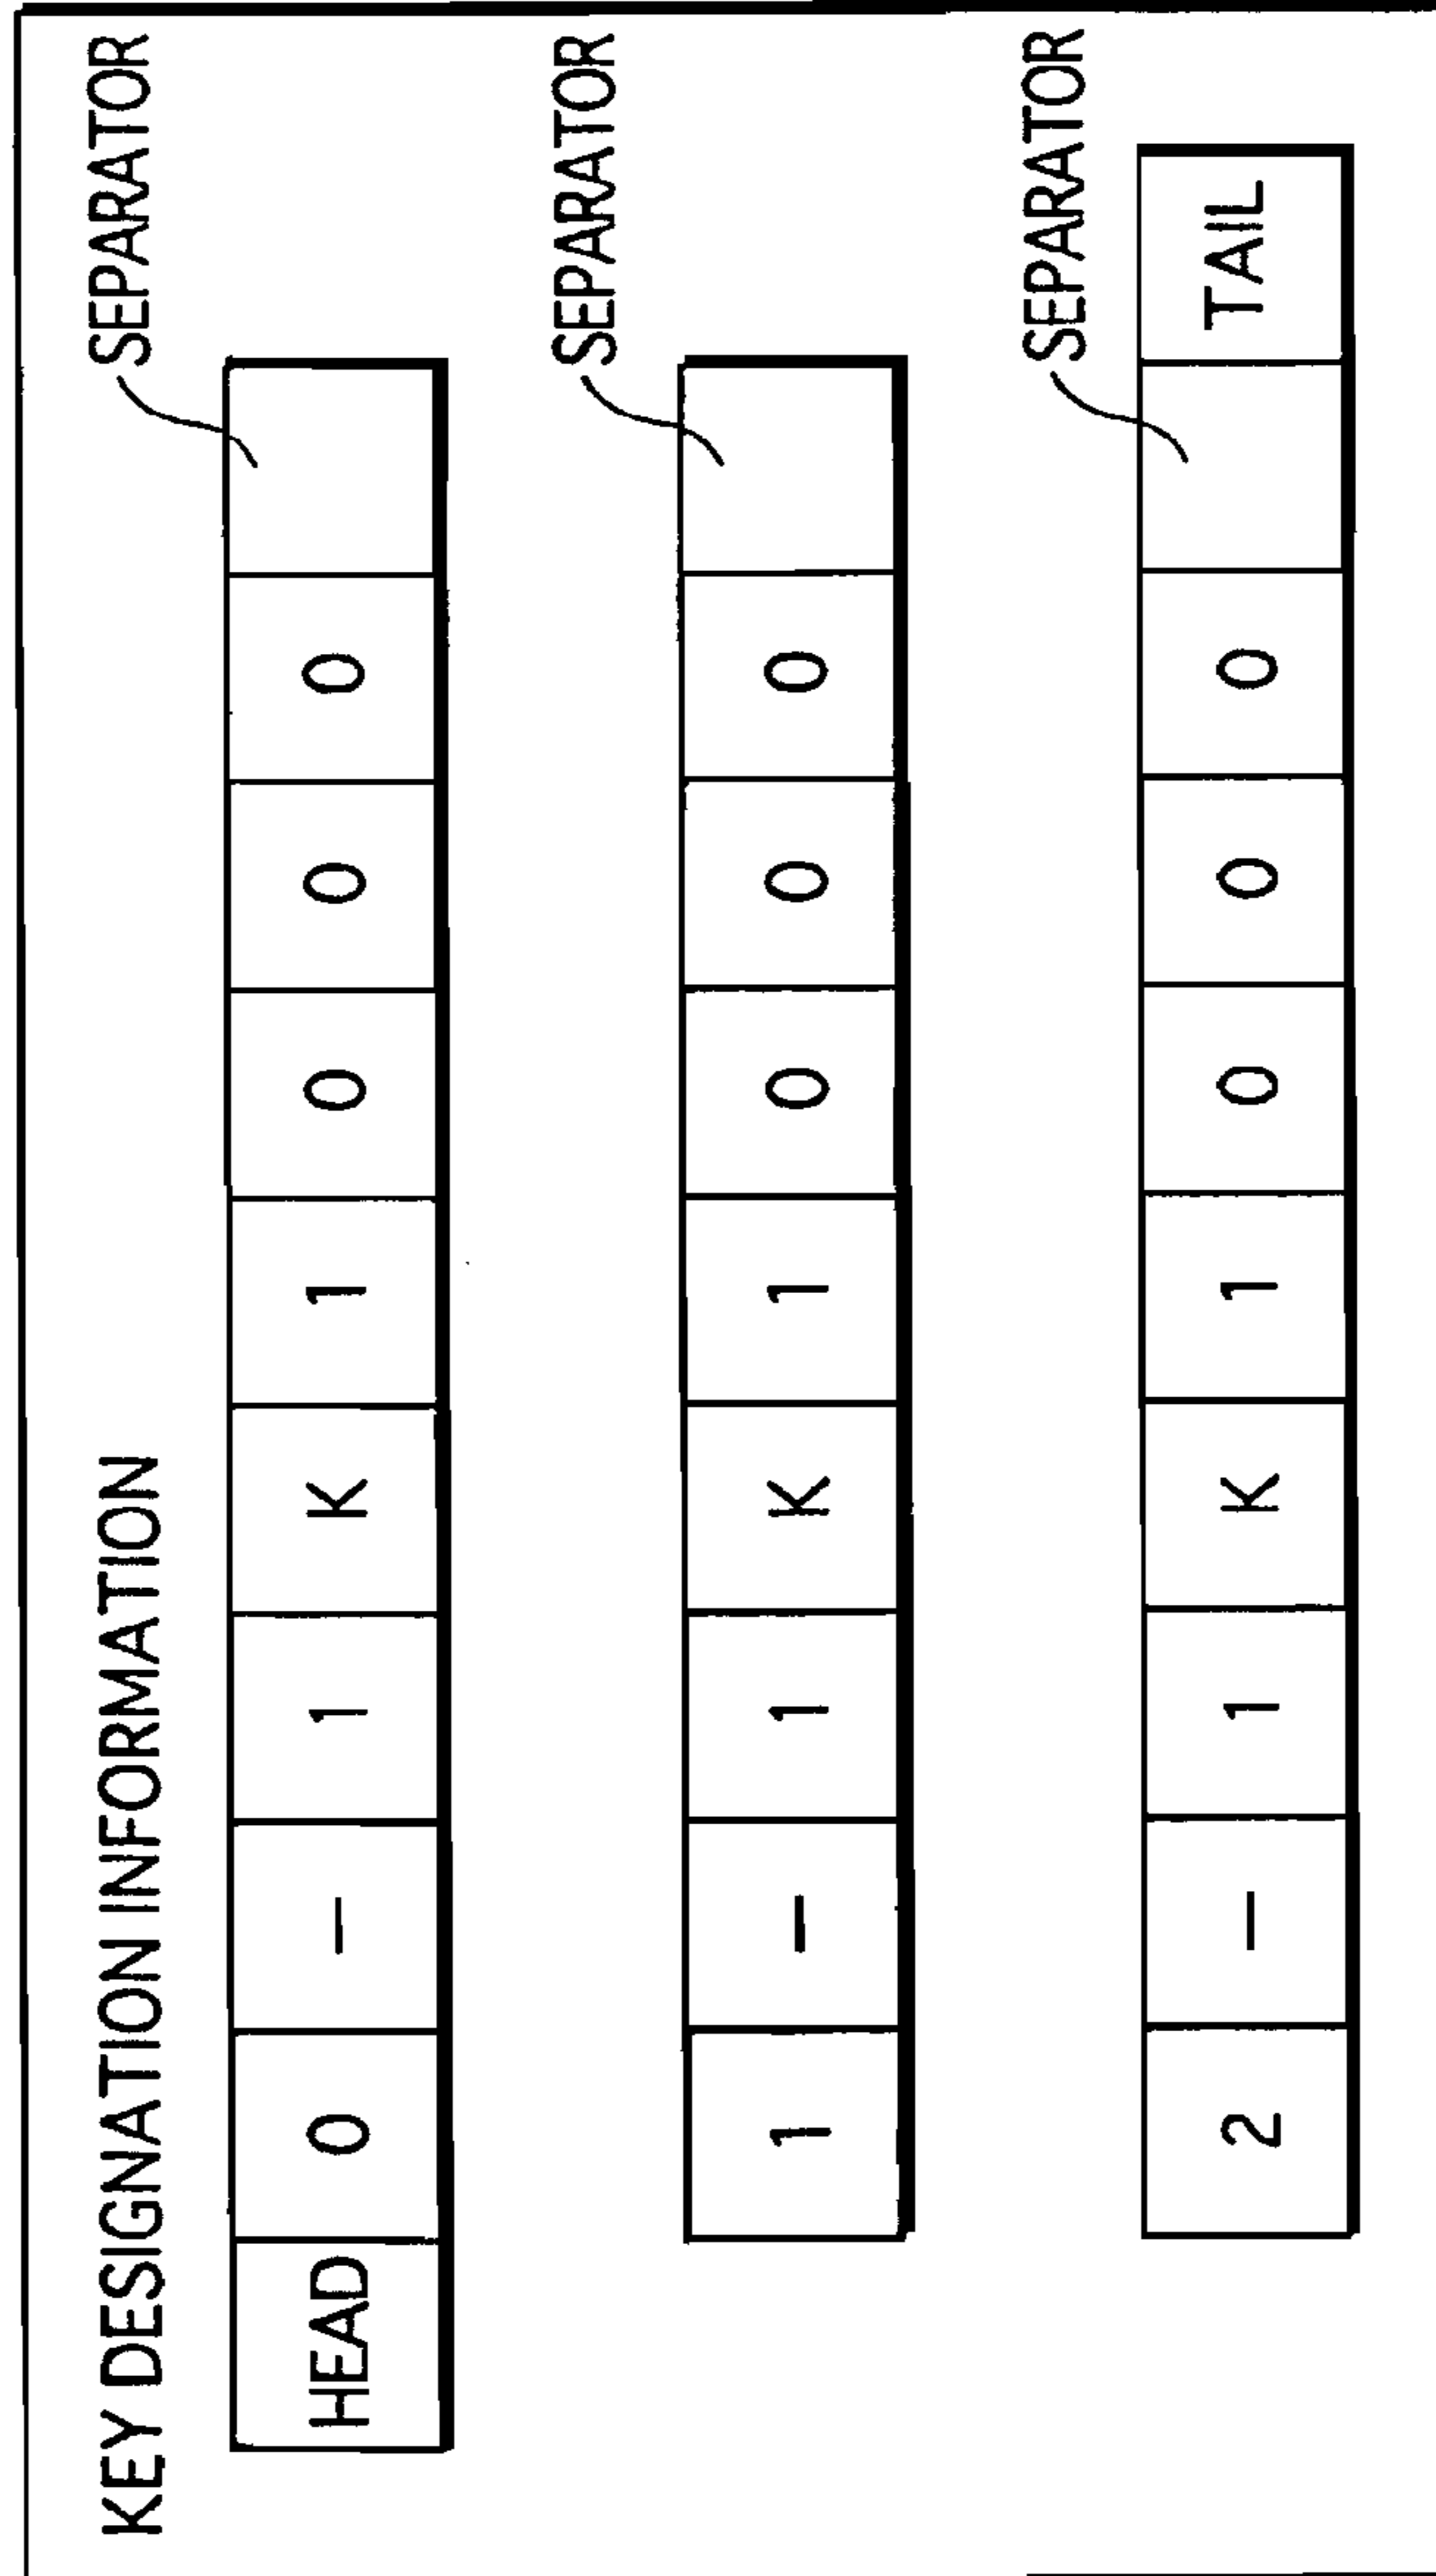 KEY DESIGNATION INFORMATION
SEPARATOR
HEAD 0 – 1 K 1 0 0 0
SEPARATOR
1 – 1 K 1 0 0 0
SEPARATOR
2 – 1 K 1 0 0 0 TAIL